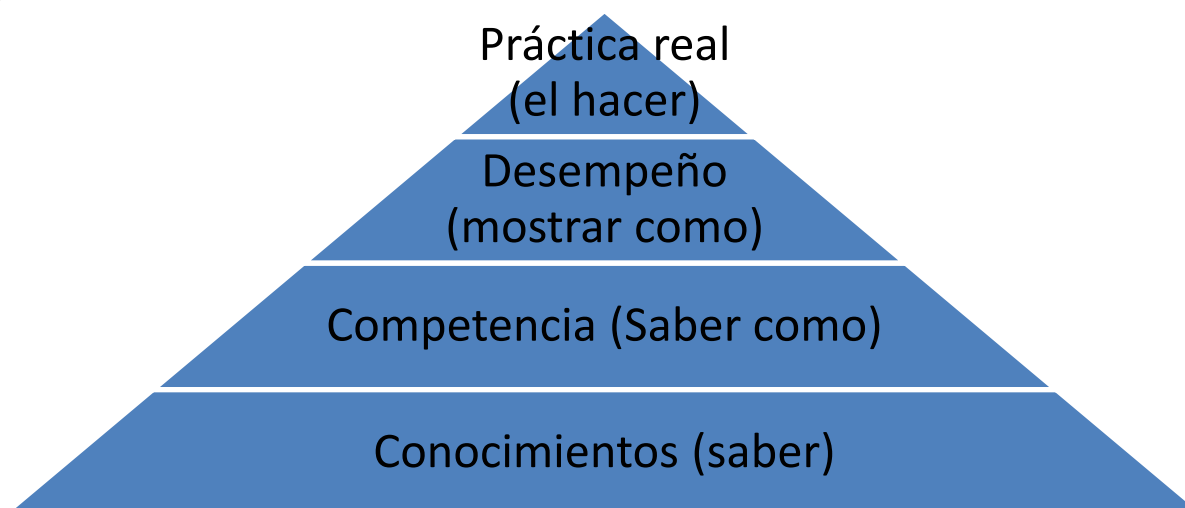 Práctica real
(el hacer)
Desempeño
(mostrar como)
Competencia (Saber como)
Conocimientos (saber)